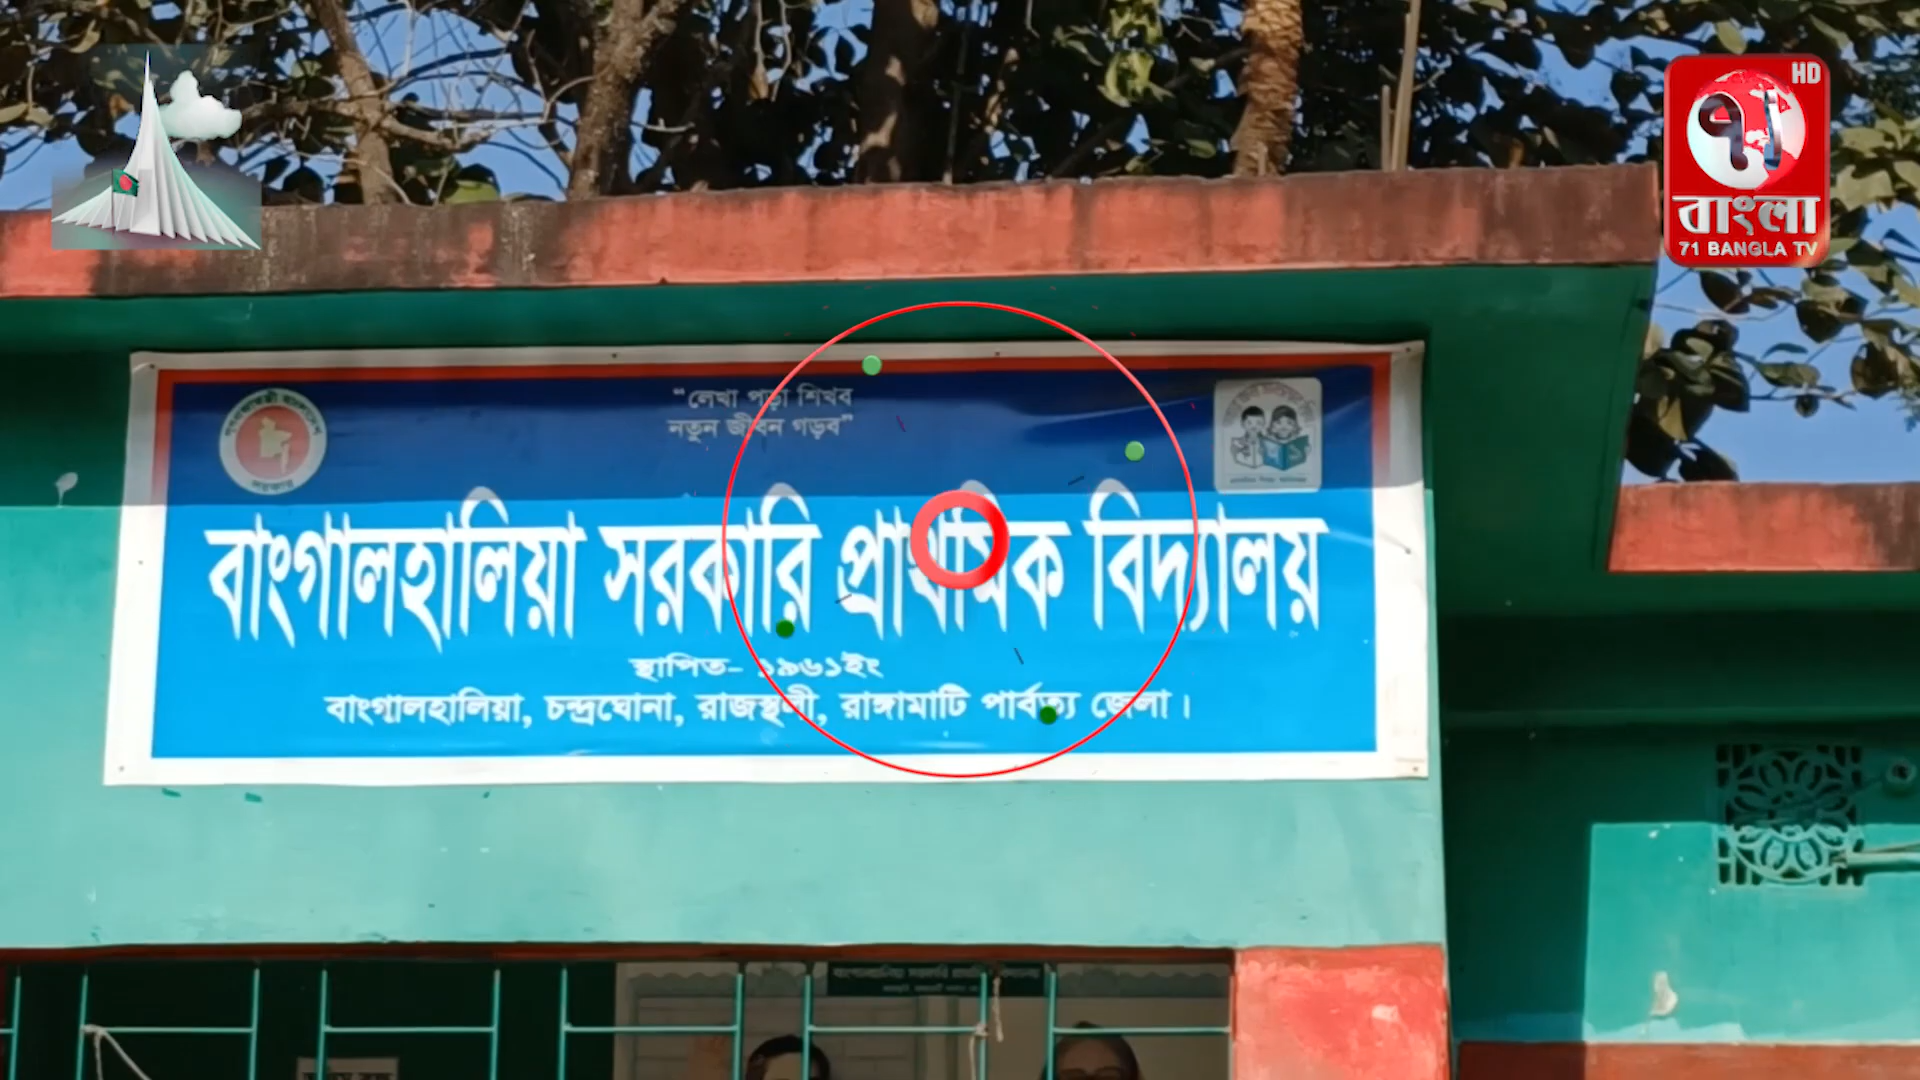 HD
৭১
বাংলা
71 BANGLA TV
“লেখা পড়া শিখব
নতুন জীবন গড়ব”
বাংগালহালিয়া সরকারি প্রাথমিক বিদ্যালয়
স্থাপিত- ১৯৬১ইং
বাংগালহালিয়া, চন্দ্রঘোনা, রাজস্থলী, রাঙ্গামাটি পার্বত্য জেলা।